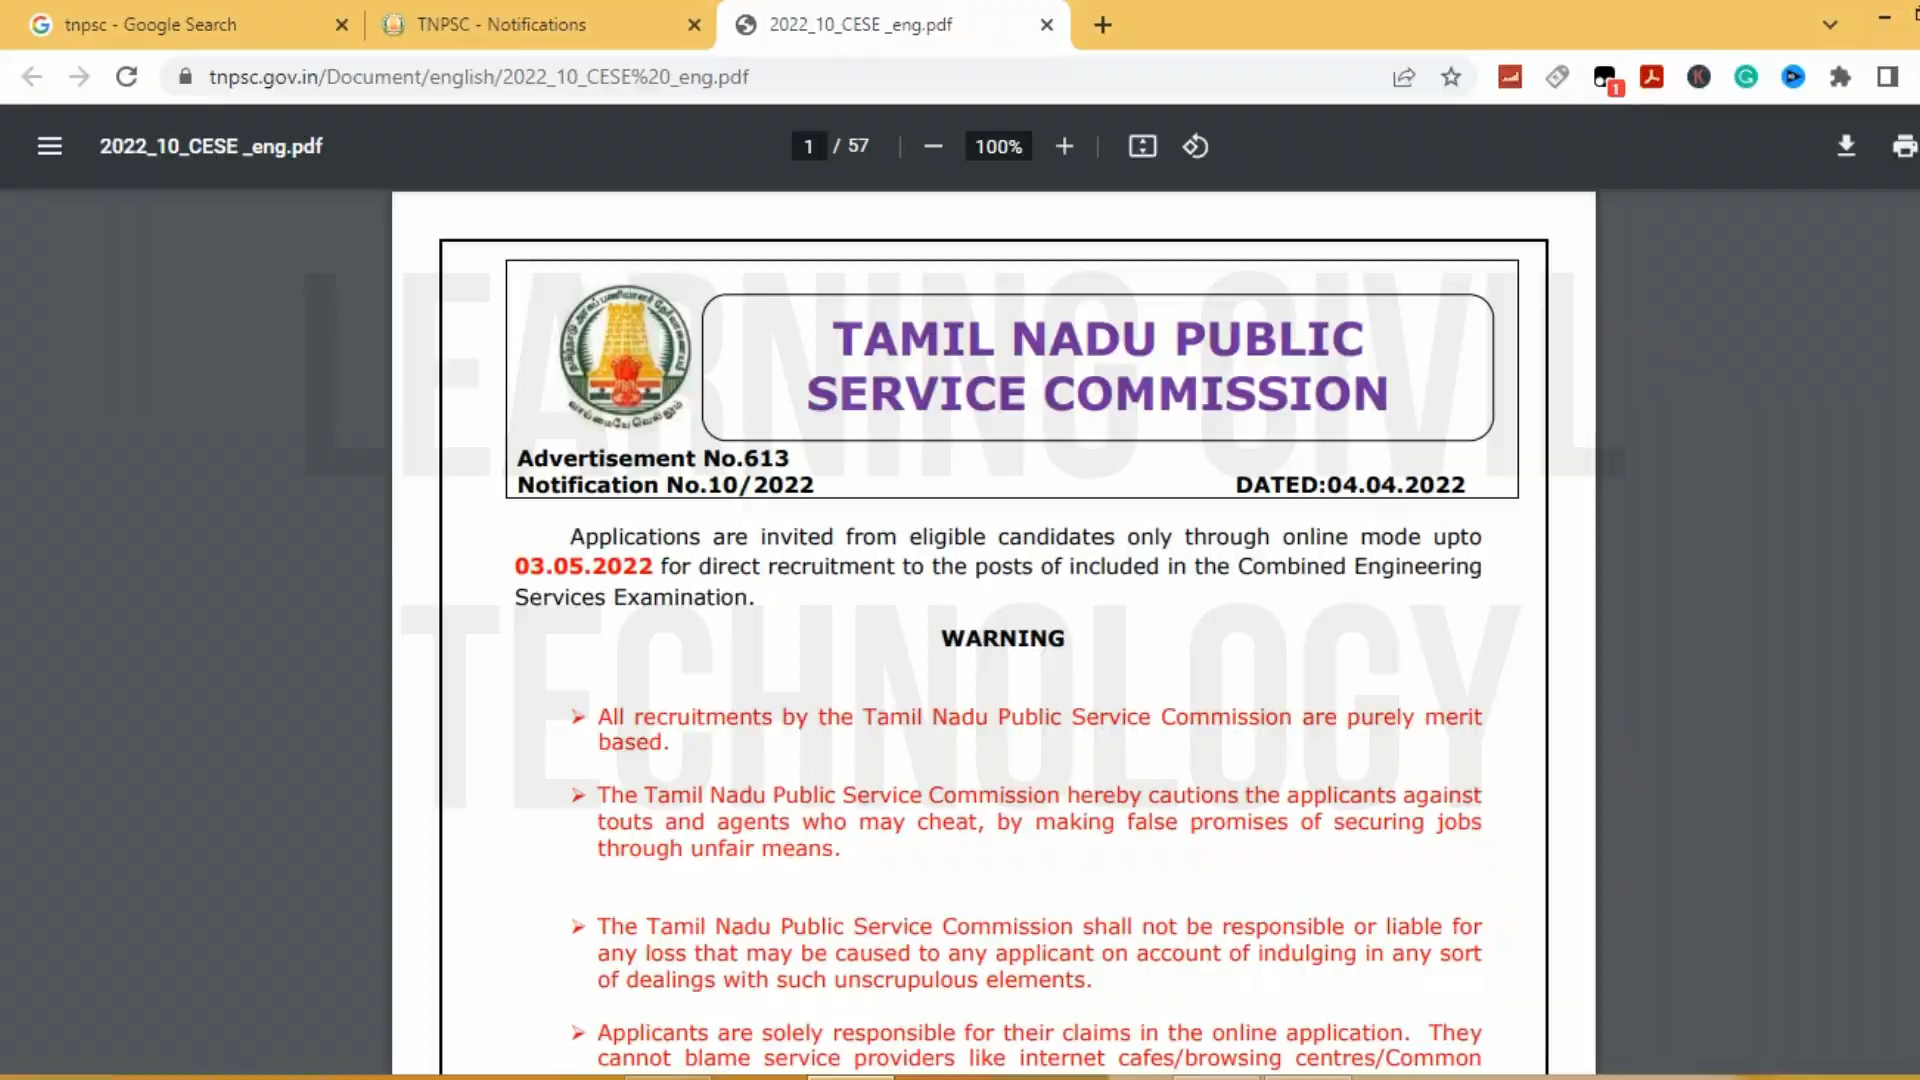 tnpsc - Google Search
TNPSC - Notifications
2022_10_CESE _eng.pdf
tnpsc.gov.in/Document/english/2022_10_CESE%20_eng.pdf
1
2022_10_CESE _eng.pdf
1 / 57
100%
LEARNING CIVIL
TECHNOLOGY
TAMIL NADU PUBLIC
SERVICE COMMISSION
வாய்மையே வெல்லும்
Advertisement No.613
Notification No.10/2022
DATED:04.04.2022
Applications are invited from eligible candidates only through online mode upto
03.05.2022 for direct recruitment to the posts of included in the Combined Engineering
Services Examination.
WARNING
➢ All recruitments by the Tamil Nadu Public Service Commission are purely merit
based.
➢ The Tamil Nadu Public Service Commission hereby cautions the applicants against
touts and agents who may cheat, by making false promises of securing jobs
through unfair means.
➢ The Tamil Nadu Public Service Commission shall not be responsible or liable for
any loss that may be caused to any applicant on account of indulging in any sort
of dealings with such unscrupulous elements.
➢ Applicants are solely responsible for their claims in the online application. They
cannot blame service providers like internet cafes/browsing centres/Common